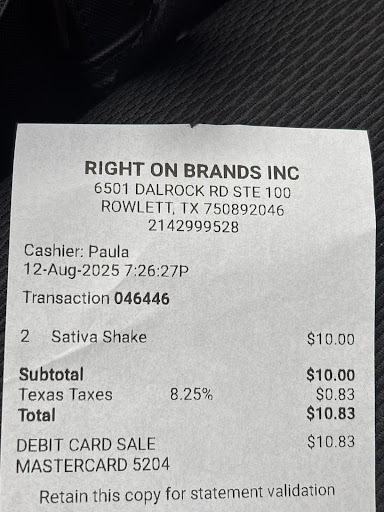 RIGHT ON BRANDS INC
6501 DALROCK RD STE 100
ROWLETT, TX 750892046
2142999528
Cashier: Paula
12-Aug-2025 7:26:27P
Transaction 046446
2 Sativa Shake $10.00
Subtotal $10.00
Texas Taxes 8.25% $0.83
Total $10.83
DEBIT CARD SALE $10.83
MASTERCARD 5204
Retain this copy for statement validation